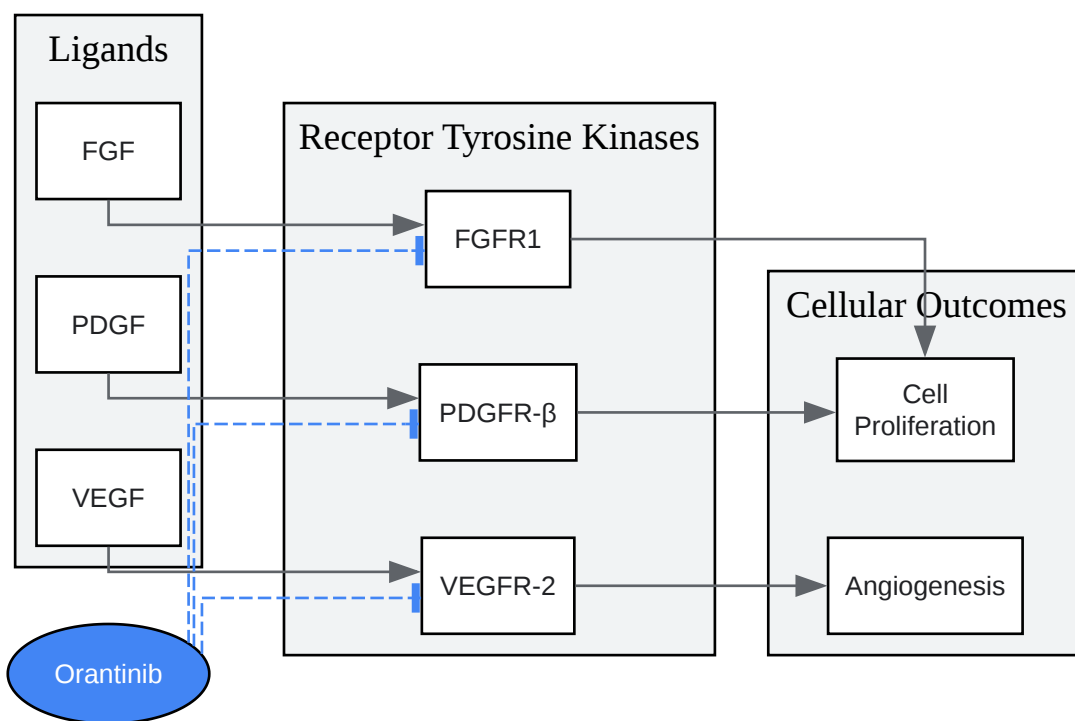 Ligands
FGF
PDGF
VEGF
Orantinib
Receptor Tyrosine Kinases
FGFR1
PDGFR-β
VEGFR-2
Cellular Outcomes
Cell
Proliferation
Angiogenesis